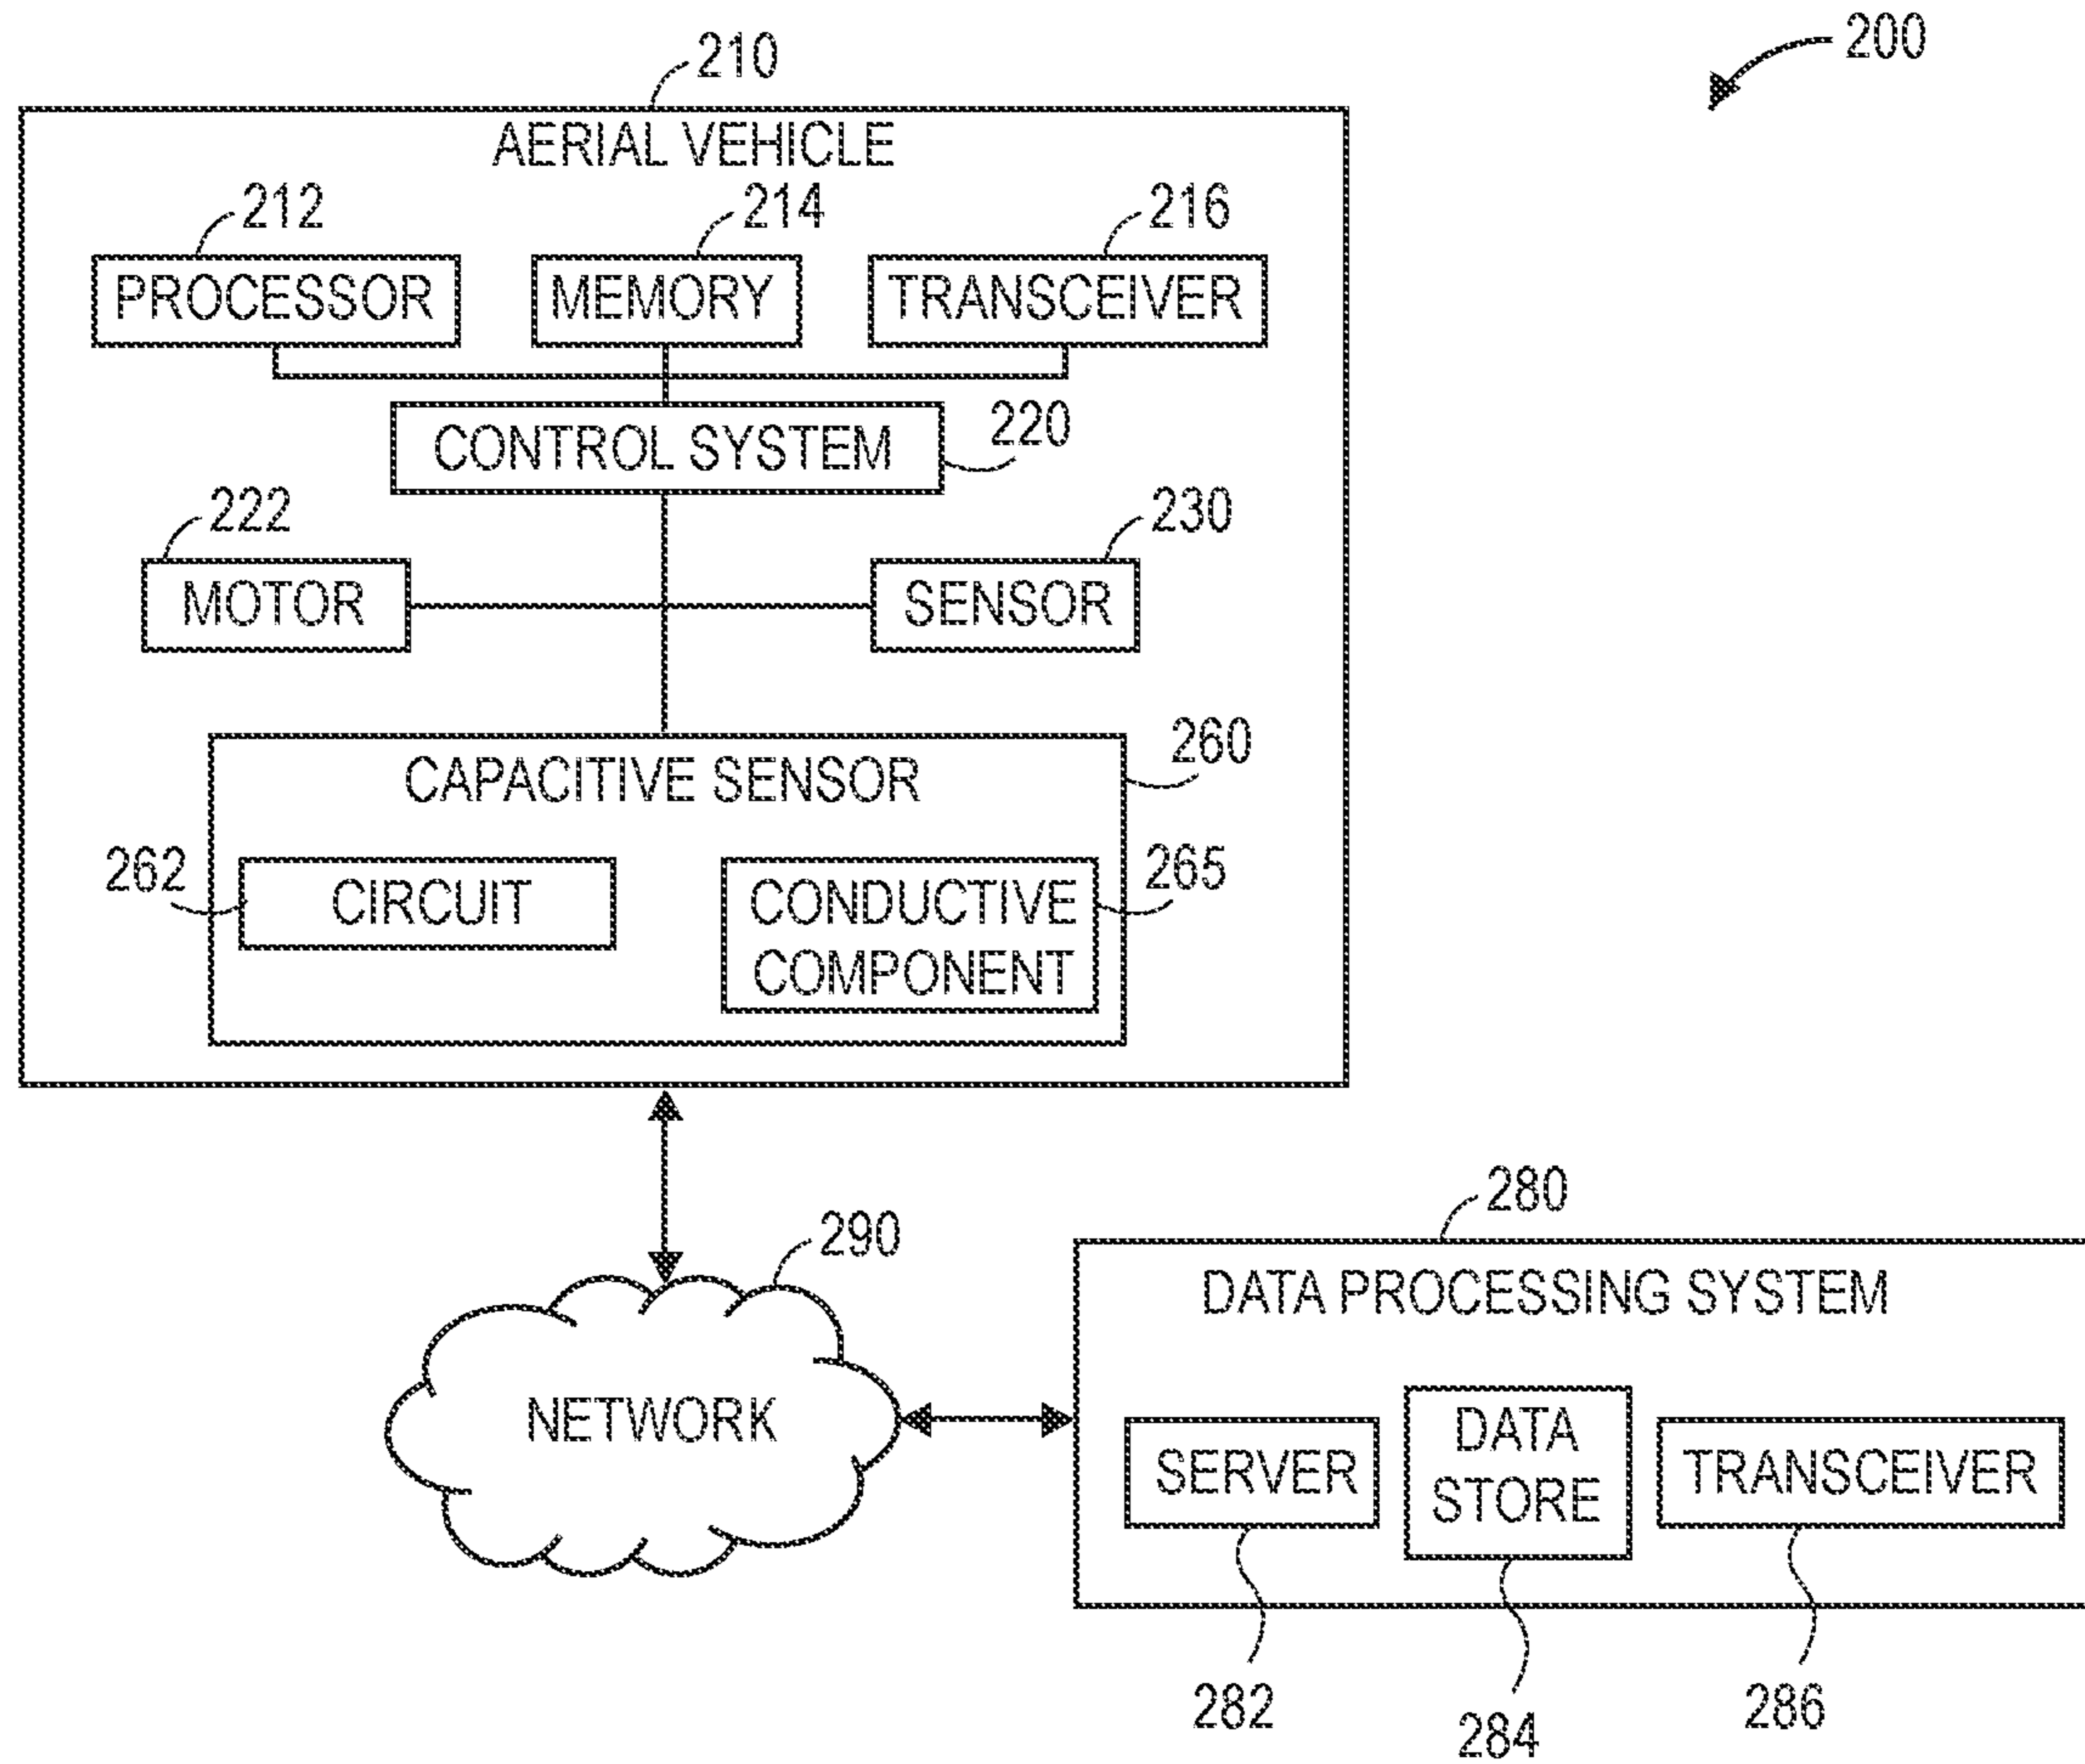 200
210
AERIAL VEHICLE
212
214
216
PROCESSOR
MEMORY
TRANSCEIVER
CONTROL SYSTEM
220
222
230
MOTOR
SENSOR
CAPACITIVE SENSOR
260
262
CIRCUIT
CONDUCTIVE
COMPONENT
265
290
NETWORK
280
DATA PROCESSING SYSTEM
SERVER
DATA
STORE
TRANSCEIVER
282
284
286